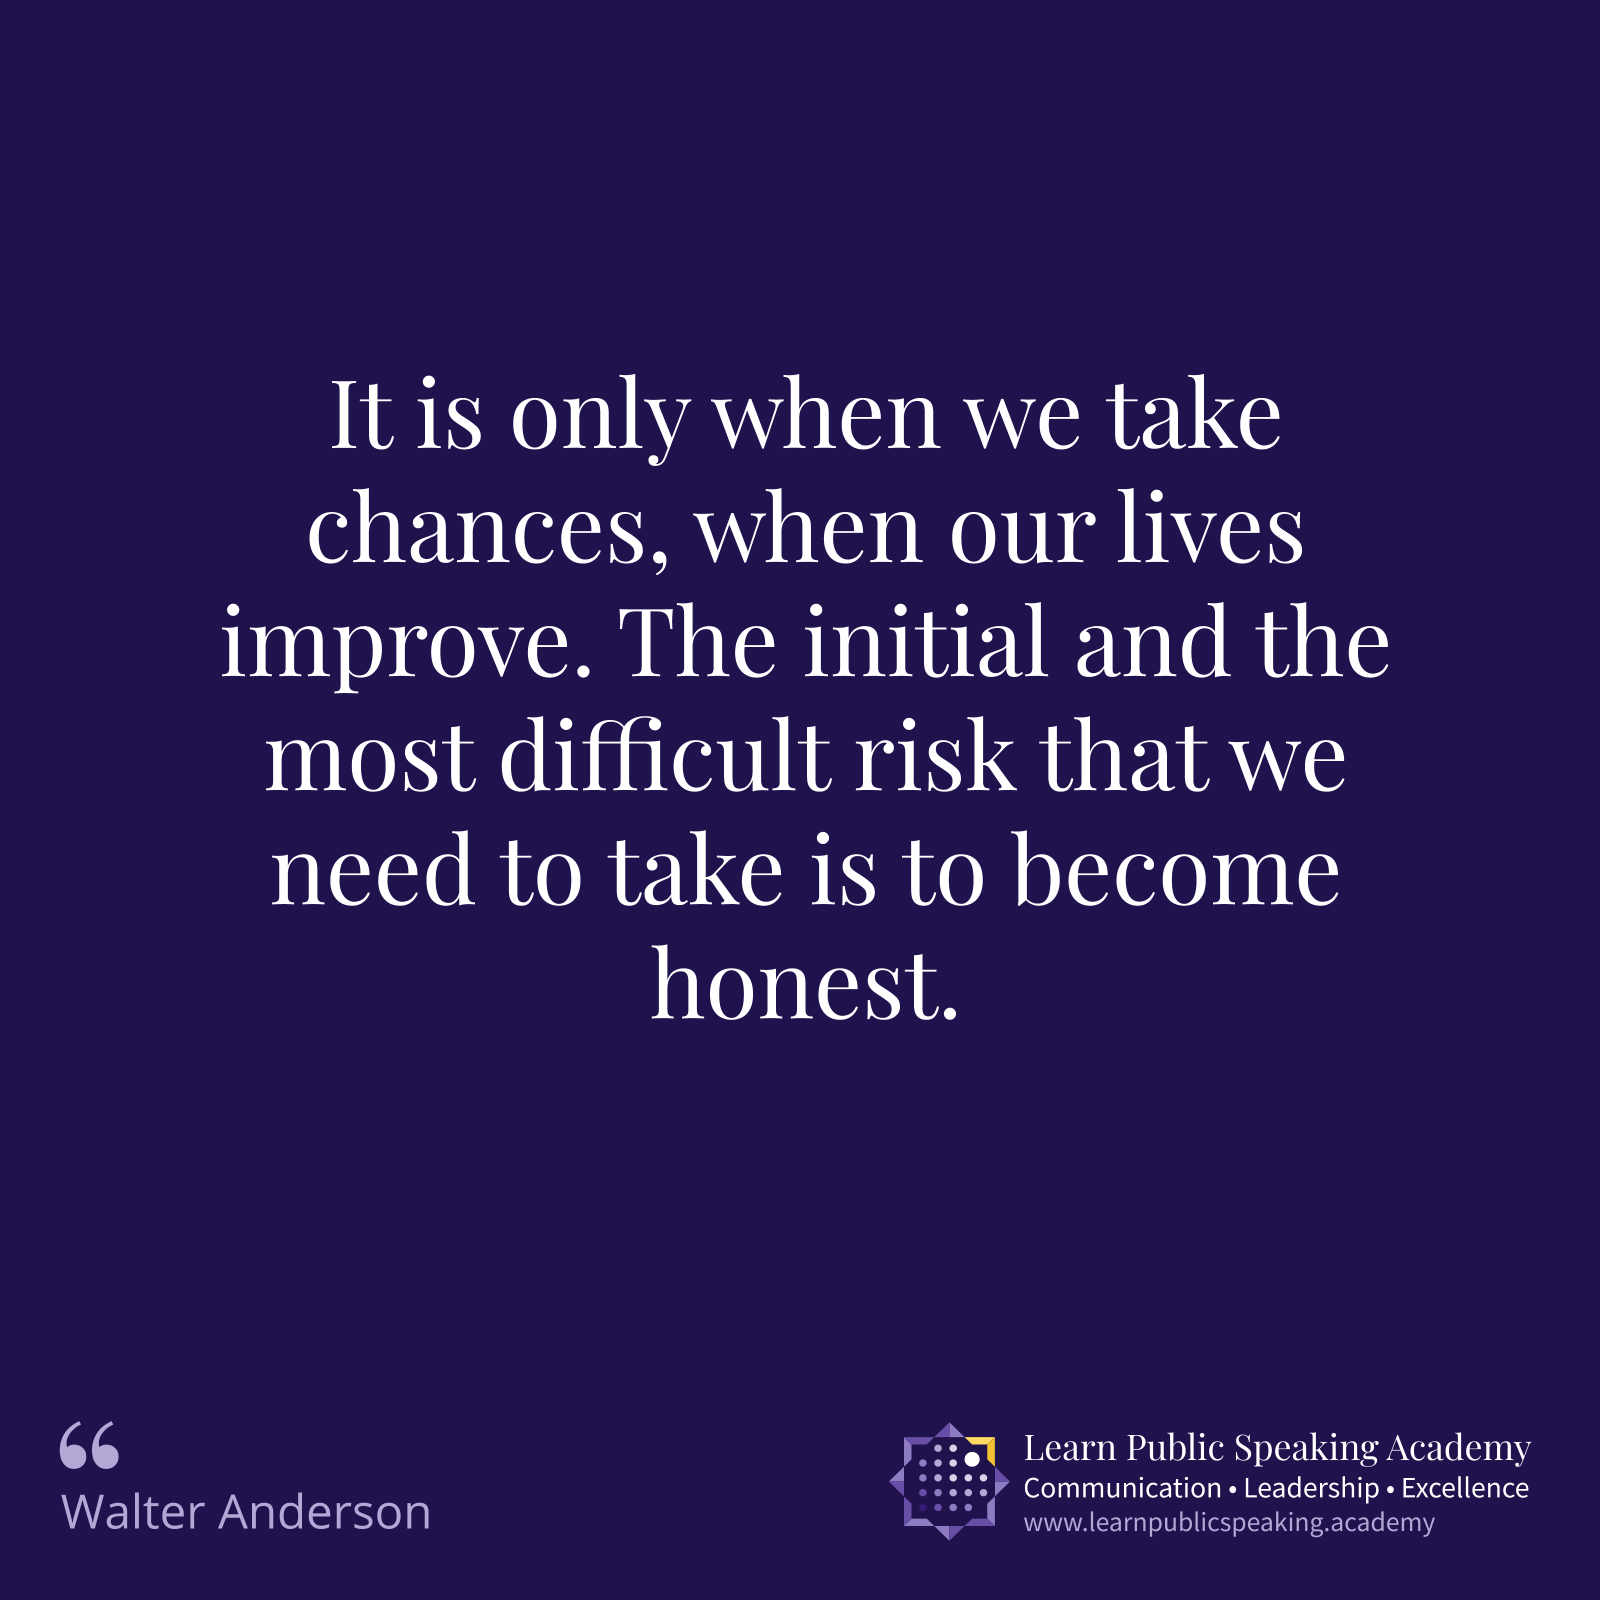 It is only when we take
chances, when our lives
improve. The initial and the
most difficult risk that we
need to take is to become
honest.
“
Walter Anderson
Learn Public Speaking Academy
Communication • Leadership • Excellence
www.learnpublicspeaking.academy